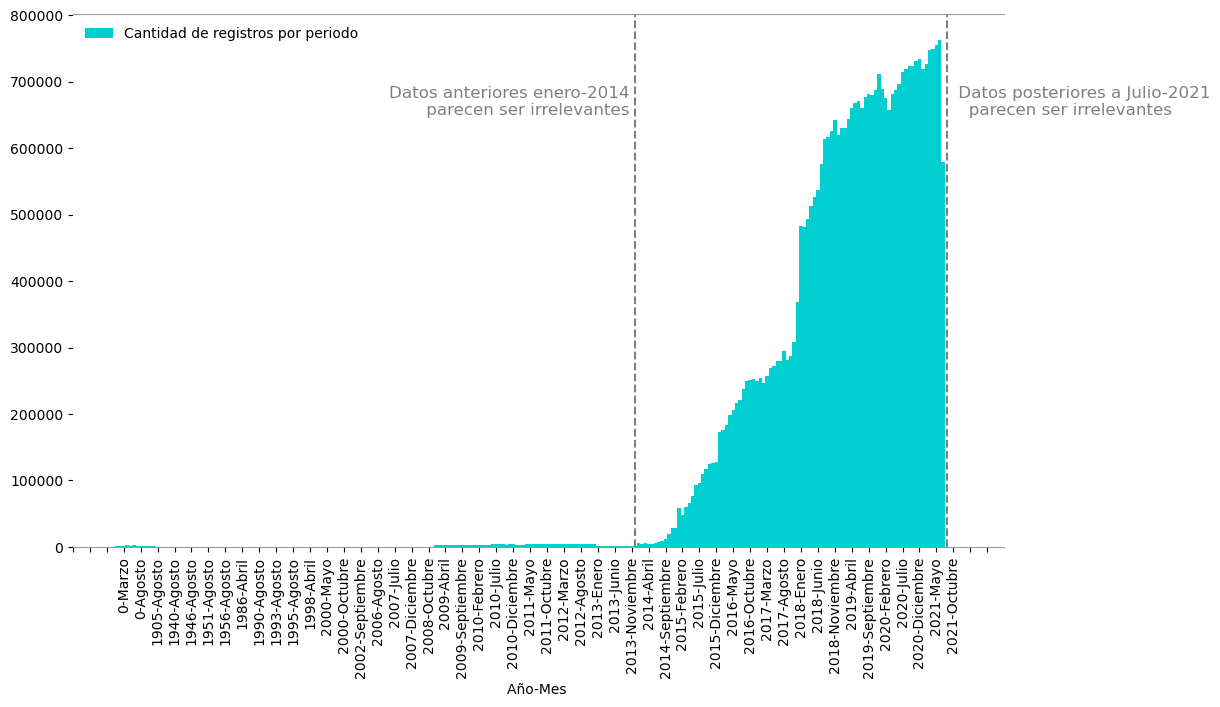 800000
700000
600000
500000
400000
300000
200000
100000
0
Cantidad de registros por periodo
Datos anteriores enero-2014
parecen ser irrelevantes
Datos posteriores a Julio-2021
parecen ser irrelevantes
0-Marzo
0-Agosto
1905-Agosto
1940-Agosto
1946-Agosto
1951-Agosto
1956-Agosto
1986-Abril
1990-Agosto
1993-Agosto
1995-Agosto
1998-Abril
2000-Mayo
2000-Octubre
2002-Septiembre
2006-Agosto
2007-Julio
2007-Diciembre
2008-Octubre
2009-Abril
2009-Septiembre
2010-Febrero
2010-Julio
2010-Diciembre
2011-Mayo
2011-Octubre
2012-Marzo
2012-Agosto
2013-Enero
2013-Junio
2013-Noviembre
2014-Abril
2014-Septiembre
2015-Febrero
2015-Julio
2015-Diciembre
2016-Mayo
2016-Octubre
2017-Marzo
2017-Agosto
2018-Enero
2018-Junio
2018-Noviembre
2019-Abril
2019-Septiembre
2020-Febrero
2020-Julio
2020-Diciembre
2021-Mayo
2021-Octubre
Año-Mes